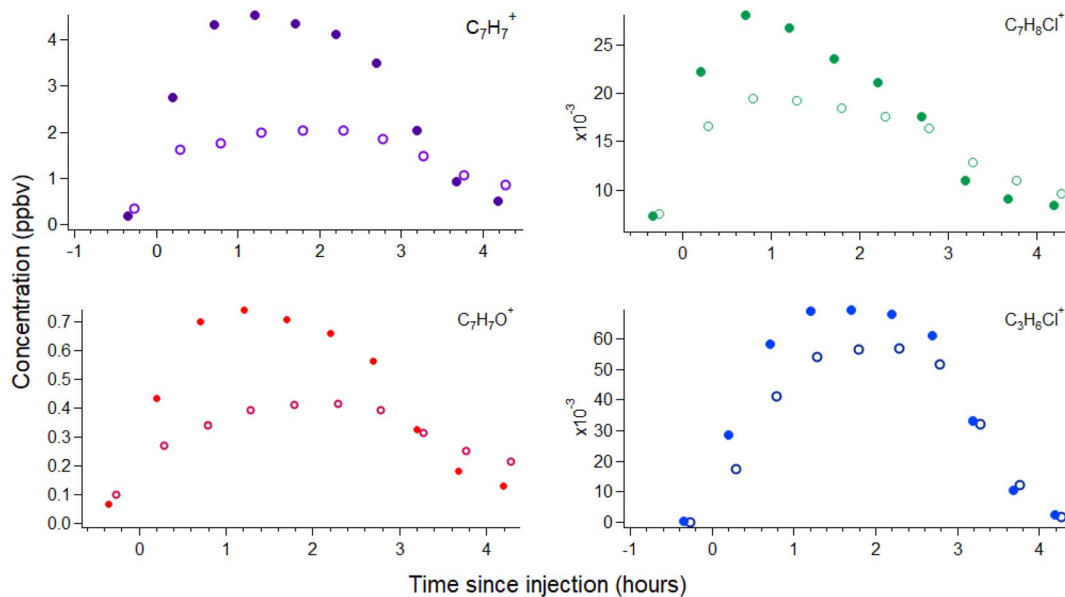 C7H7+
4
3
2
1
0
-1 0 1 2 3 4
C7H8Cl+
25
20
15
10
x10-3
0 1 2 3 4
Concentration (ppbv)
C7H7O+
0.7
0.6
0.5
0.4
0.3
0.2
0.1
0.0
0 1 2 3 4
C3H6Cl+
60
50
40
30
20
10
0
x10-3
-1 0 1 2 3 4
Time since injection (hours)